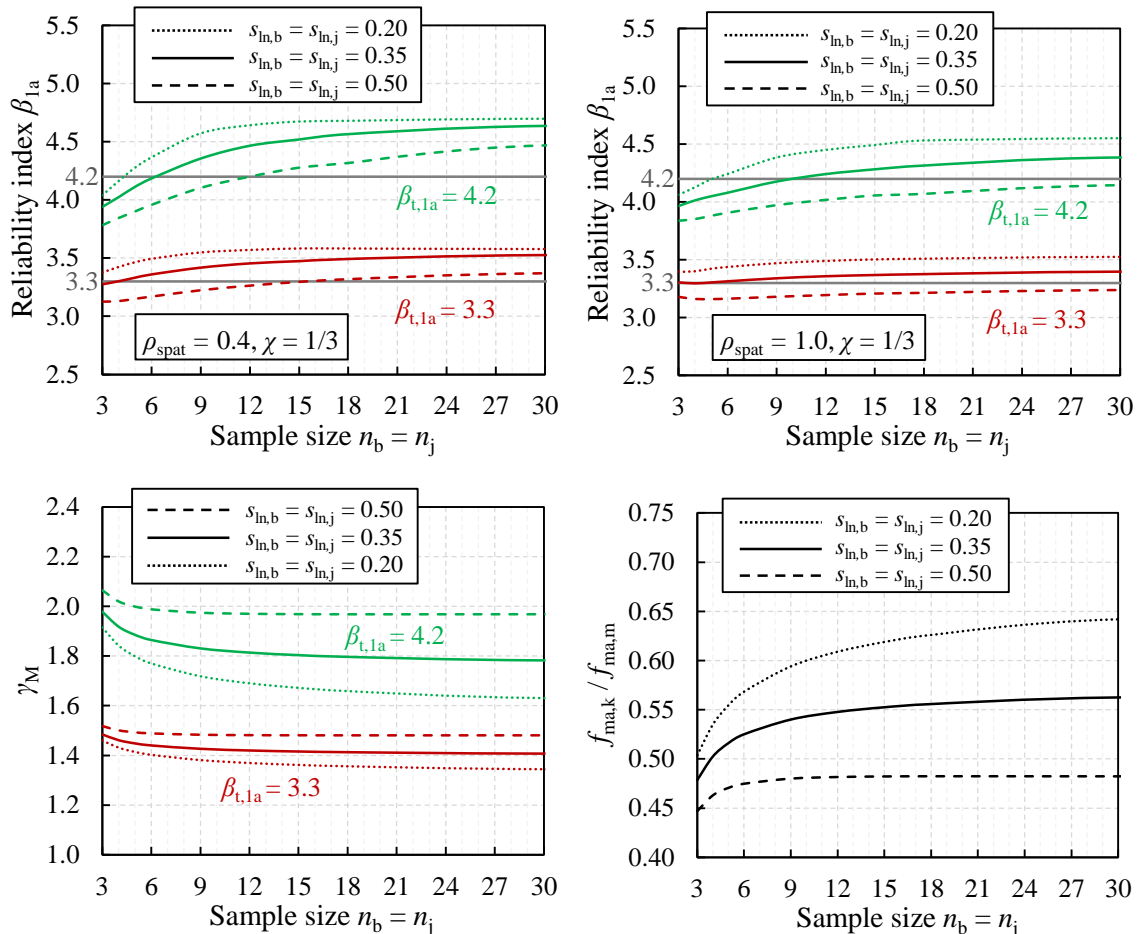 s_ln,b = s_ln,j = 0.20
s_ln,b = s_ln,j = 0.35
s_ln,b = s_ln,j = 0.50
Reliability index β_1a
5.5
5.0
4.5
4.2
4.0
3.5
3.3
3.0
2.5
β_t,1a = 4.2
β_t,1a = 3.3
ρ_spat = 0.4, χ = 1/3
3 6 9 12 15 18 21 24 27 30
Sample size n_b = n_j
s_ln,b = s_ln,j = 0.20
s_ln,b = s_ln,j = 0.35
s_ln,b = s_ln,j = 0.50
Reliability index β_1a
5.5
5.0
4.5
4.2
4.0
3.5
3.3
3.0
2.5
β_t,1a = 4.2
β_t,1a = 3.3
ρ_spat = 1.0, χ = 1/3
3 6 9 12 15 18 21 24 27 30
Sample size n_b = n_j
s_ln,b = s_ln,j = 0.50
s_ln,b = s_ln,j = 0.35
s_ln,b = s_ln,j = 0.20
γ_M
2.4
2.2
2.0
1.8
1.6
1.4
1.2
1.0
β_t,1a = 4.2
β_t,1a = 3.3
3 6 9 12 15 18 21 24 27 30
Sample size n_b = n_j
s_ln,b = s_ln,j = 0.20
s_ln,b = s_ln,j = 0.35
s_ln,b = s_ln,j = 0.50
f_ma,k / f_ma,m
0.75
0.70
0.65
0.60
0.55
0.50
0.45
0.40
3 6 9 12 15 18 21 24 27 30
Sample size n_b = n_j